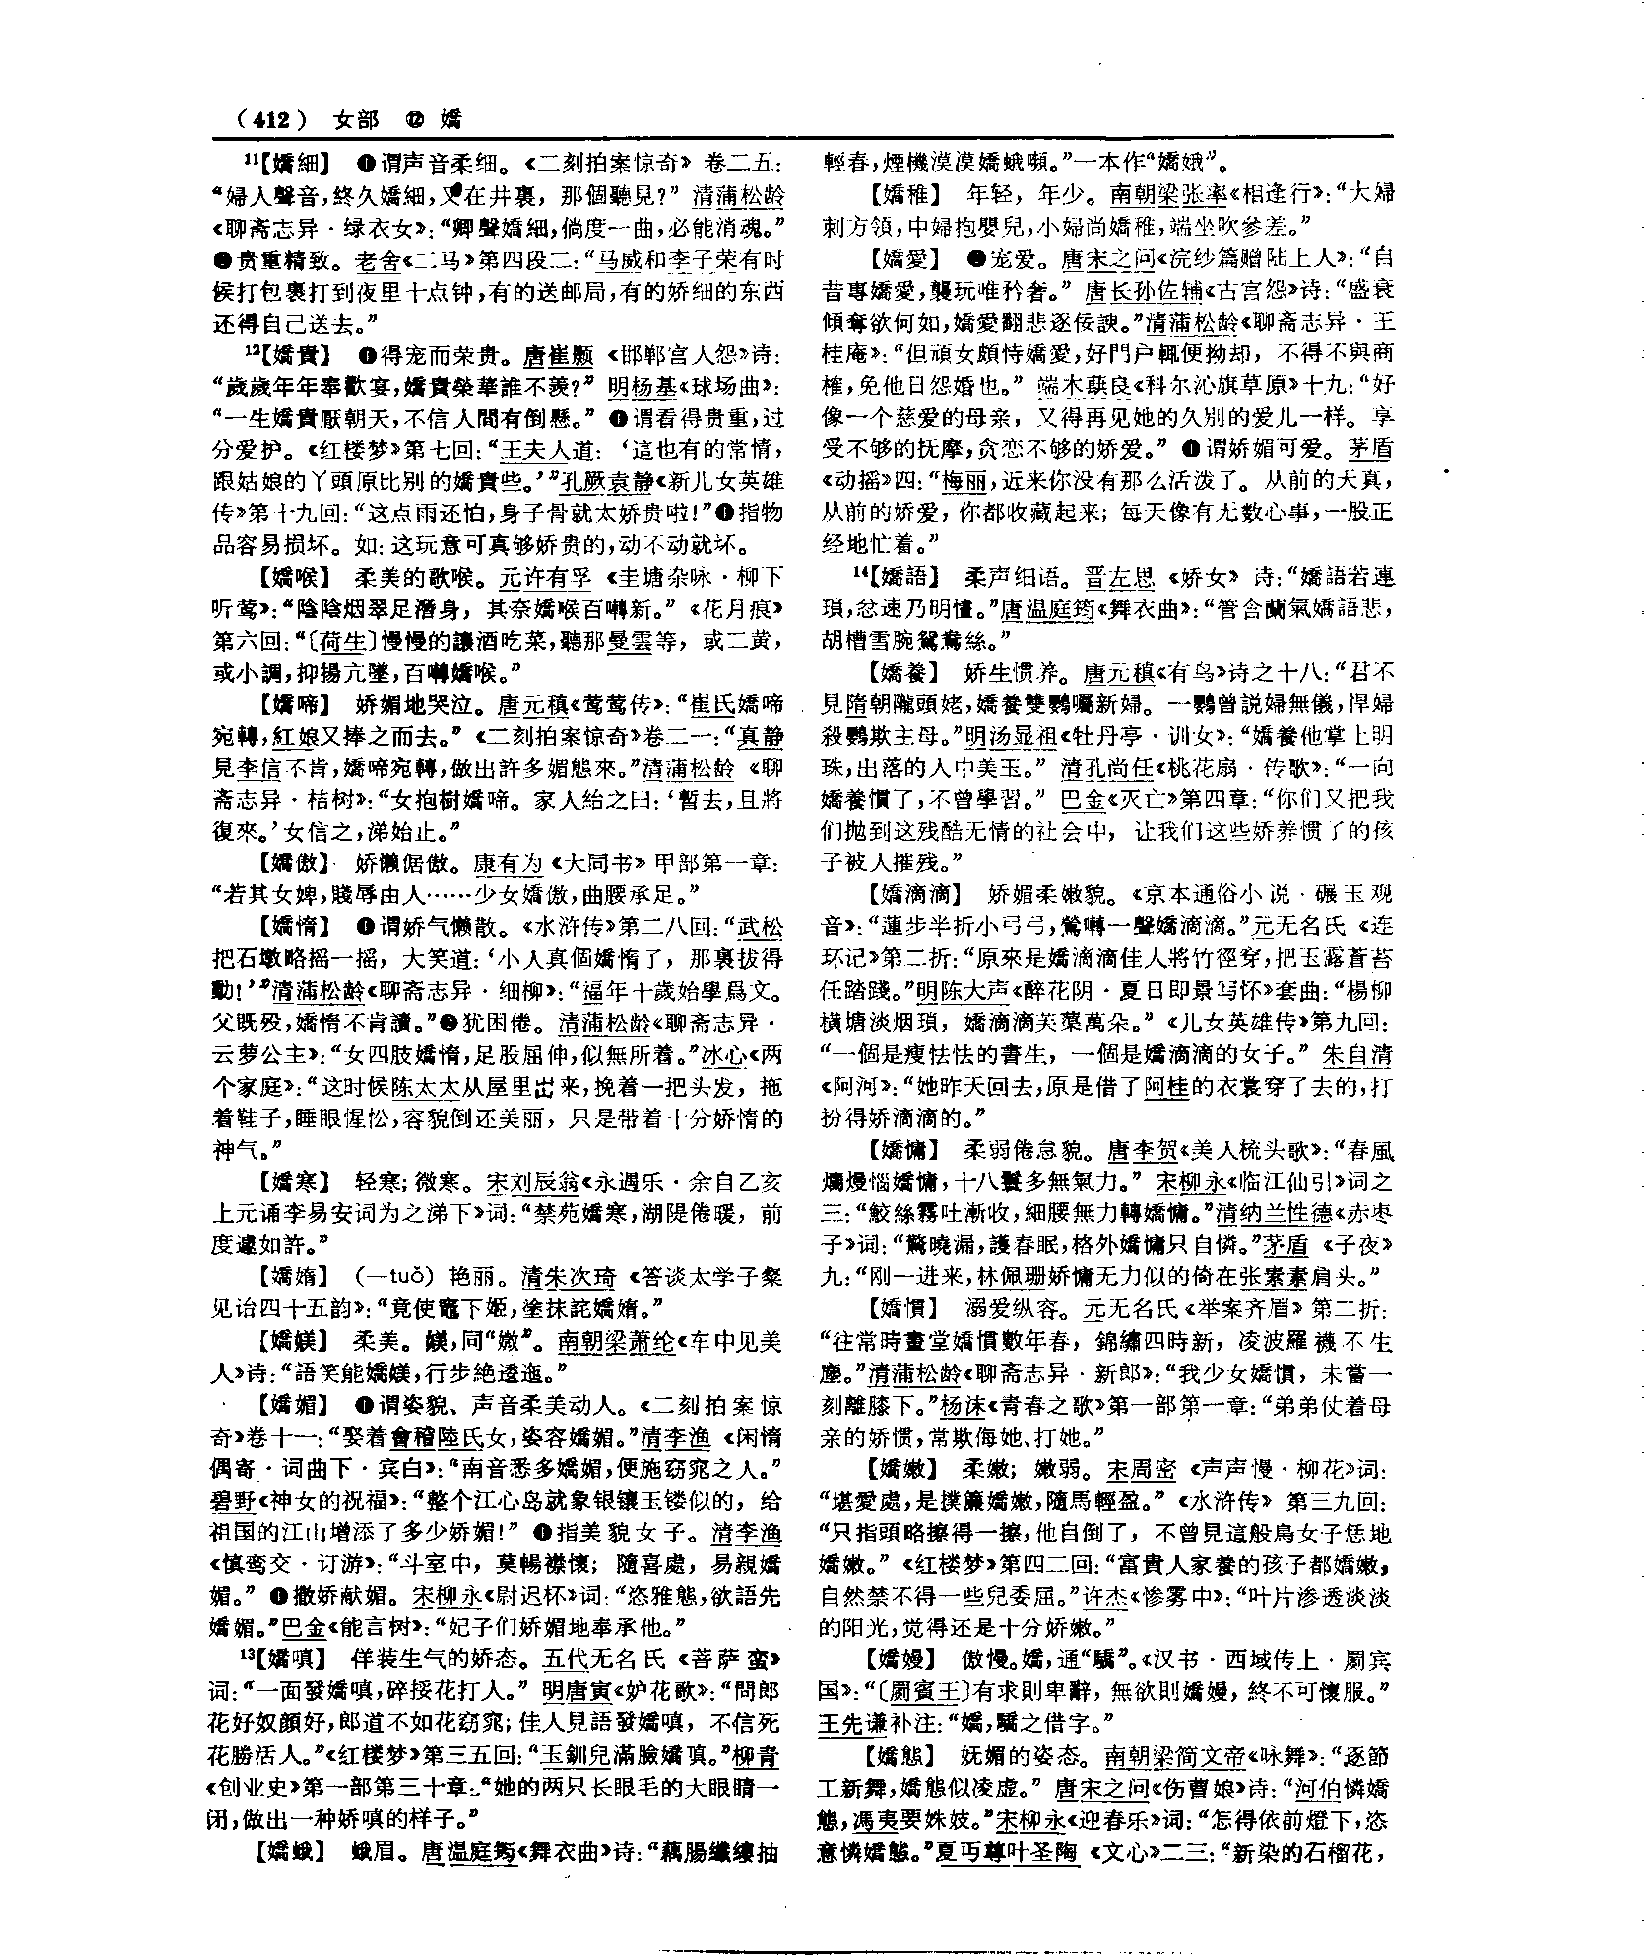 （412） 女部 ⑫ 嬌
11【嬌細】 ❶谓声音柔细。《二刻拍案惊奇》卷二五：
“婦人聲音，終久嬌細，又在井裏，那個聽見？”清蒲松龄
《聊斋志异·绿衣女》：“卿聲嬌細，倘度一曲，必能消魂。”
❷贵重精致。老舍《二马》第四段二：“马威和李子荣有时
候打包裹打到夜里十点钟，有的送邮局，有的娇细的东西
还得自己送去。”
12【嬌貴】 ❶得宠而荣贵。唐崔颢《邯郸宫人怨》诗：
“歲歲年年奉歡宴，嬌貴榮華誰不羨？”明杨基《球场曲》：
“一生嬌貴厭朝天，不信人間有倒懸。”❷谓看得贵重，过
分爱护。《红楼梦》第七回：“王夫人道：‘這也有的常情，
跟姑娘的丫頭原比别的嬌貴些。’”孔厥袁静《新儿女英雄
传》第十九回：“这点雨还怕，身子骨就太娇贵啦！”❸指物
品容易损坏。如：这玩意可真够娇贵的，动不动就坏。
【嬌喉】 柔美的歌喉。元许有孚《圭塘杂咏·柳下
听莺》：“陰陰烟翠足潛身，其奈嬌喉百囀新。”《花月痕》
第六回：“〔荷生〕慢慢的讓酒吃菜，聽那曼雲等，或二黄，
或小調，抑揚亢墜，百囀嬌喉。”
【嬌啼】 娇媚地哭泣。唐元稹《莺莺传》：“崔氏嬌啼
宛轉，紅娘又捧之而去。”《二刻拍案惊奇》卷二一：“真静
見李信不肯，嬌啼宛轉，做出許多媚態來。”清蒲松龄《聊
斋志异·桔树》：“女抱樹嬌啼。家人紿之曰：‘暫去，且將
復來。’女信之，涕始止。”
【嬌傲】 娇懒倨傲。康有为《大同书》甲部第一章：
“若其女婢，賤辱由人……少女嬌傲，曲腰承足。”
【嬌惰】 ❶谓娇气懒散。《水浒传》第二八回：“武松
把石墩略摇一摇，大笑道：‘小人真個嬌惰了，那裏拔得
動！’”清蒲松龄《聊斋志异·细柳》：“福年十歲始學爲文。
父既殁，嬌惰不肯讀。”❷犹困倦。清蒲松龄《聊斋志异·
云萝公主》：“女四肢嬌惰，足股屈伸，似無所着。”冰心《两
个家庭》：“这时候陈太太从屋里出来，挽着一把头发，拖
着鞋子，睡眼惺忪，容貌倒还美丽，只是带着十分娇惰的
神气。”
【嬌寒】 轻寒；微寒。宋刘辰翁《永遇乐·余自乙亥
上元诵李易安词为之涕下》词：“禁苑嬌寒，湖隄倦暖，前
度遽如許。”
【嬌媠】 （—tuǒ）艳丽。清朱次琦《答谈太学子粲
见诒四十五韵》：“竟使竈下姬，塗抹詫嬌媠。”
【嬌媄】 柔美。媄，同“媺”。南朝梁萧纶《车中见美
人》诗：“語笑能嬌媄，行步絶逶迤。”
【嬌媚】 ❶谓姿貌、声音柔美动人。《二刻拍案惊
奇》卷十一：“娶着會稽陸氏女，姿容嬌媚。”清李渔《闲情
偶寄·词曲下·宾白》：“南音悉多嬌媚，便施窈窕之人。”
碧野《神女的祝福》：“整个江心岛就象银镶玉镂似的，给
祖国的江山增添了多少娇媚！”❷指美貌女子。清李渔
《慎鸾交·订游》：“斗室中，莫暢襟懷；隨喜處，易親嬌
媚。”❸撒娇献媚。宋柳永《尉迟杯》词：“恣雅態，欲語先
嬌媚。”巴金《能言树》：“妃子们娇媚地奉承他。”
13【嬌嗔】 佯装生气的娇态。五代无名氏《菩萨蛮》
词：“一面發嬌嗔，碎挼花打人。”明唐寅《妒花歌》：“問郎
花好奴顔好，郎道不如花窈窕；佳人見語發嬌嗔，不信死
花勝活人。”《红楼梦》第三五回：“玉釧兒滿臉嬌嗔。”柳青
《创业史》第一部第三十章：“她的两只长眼毛的大眼睛一
闭，做出一种娇嗔的样子。”
【嬌蛾】 蛾眉。唐温庭筠《舞衣曲》诗：“藕腸纖縷抽
輕春，煙機漠漠嬌蛾嚬。”一本作“嬌娥”。
【嬌稚】 年轻，年少。南朝梁张率《相逢行》：“大婦
刺方領，中婦抱嬰兒，小婦尚嬌稚，端坐吹參差。”
【嬌愛】 ❶宠爱。唐宋之问《浣纱篇赠陆上人》：“自
昔專嬌愛，襲玩唯矜奢。”唐长孙佐辅《古宫怨》诗：“盛衰
傾奪欲何如，嬌愛翻悲逐佞諛。”清蒲松龄《聊斋志异·王
桂庵》：“但頑女頗恃嬌愛，好門户輒便拗却，不得不與商
榷，免他日怨婚也。”端木蕻良《科尔沁旗草原》十九：“好
像一个慈爱的母亲，又得再见她的久别的爱儿一样。享
受不够的抚摩，贪恋不够的娇爱。”❷谓娇媚可爱。茅盾
《动摇》四：“梅丽，近来你没有那么活泼了。从前的天真，
从前的娇爱，你都收藏起来；每天像有无数心事，一股正
经地忙着。”
14【嬌語】 柔声细语。晋左思《娇女》诗：“嬌語若連
瑣，忿速乃明㦎。”唐温庭筠《舞衣曲》：“管含蘭氣嬌語悲，
胡槽雪腕鴛鴦絲。”
【嬌養】 娇生惯养。唐元稹《有鸟》诗之十八：“君不
見隋朝隴頭姥，嬌養雙鸚囑新婦。一鸚曾説婦無儀，悍婦
殺鸚欺主母。”明汤显祖《牡丹亭·训女》：“嬌養他掌上明
珠，出落的人中美玉。”清孔尚任《桃花扇·传歌》：“一向
嬌養慣了，不曾學習。”巴金《灭亡》第四章：“你们又把我
们抛到这残酷无情的社会中，让我们这些娇养惯了的孩
子被人摧残。”
【嬌滴滴】 娇媚柔嫩貌。《京本通俗小说·碾玉观
音》：“蓮步半折小弓弓，鶯囀一聲嬌滴滴。”元无名氏《连
环记》第二折：“原來是嬌滴滴佳人將竹徑穿，把玉露蒼苔
任踏踐。”明陈大声《醉花阴·夏日即景写怀》套曲：“楊柳
横塘淡烟瑣，嬌滴滴芙蕖萬朵。”《儿女英雄传》第九回：
“一個是瘦怯怯的書生，一個是嬌滴滴的女子。”朱自清
《阿河》：“她昨天回去，原是借了阿桂的衣裳穿了去的，打
扮得娇滴滴的。”
【嬌慵】 柔弱倦怠貌。唐李贺《美人梳头歌》：“春風
爛熳惱嬌慵，十八鬟多無氣力。”宋柳永《临江仙引》词之
三：“鮫絲霧吐漸收，細腰無力轉嬌慵。”清纳兰性德《赤枣
子》词：“驚曉漏，護春眠，格外嬌慵只自憐。”茅盾《子夜》
九：“刚一进来，林佩珊娇慵无力似的倚在张素素肩头。”
【嬌慣】 溺爱纵容。元无名氏《举案齐眉》第二折：
“往常時畫堂嬌慣數年春，錦繡四時新，凌波羅襪不生
塵。”清蒲松龄《聊斋志异·新郎》：“我少女嬌慣，未嘗一
刻離膝下。”杨沫《青春之歌》第一部第一章：“弟弟仗着母
亲的娇惯，常欺侮她、打她。”
【嬌嫩】 柔嫩；嫩弱。宋周密《声声慢·柳花》词：
“堪愛處，是撲簾嬌嫩，隨馬輕盈。”《水浒传》第三九回：
“只指頭略擦得一擦，他自倒了，不曾見這般鳥女子恁地
嬌嫩。”《红楼梦》第四二回：“富貴人家養的孩子都嬌嫩，
自然禁不得一些兒委屈。”许杰《惨雾中》：“叶片渗透淡淡
的阳光，觉得还是十分娇嫩。”
【嬌嫚】 傲慢。嬌，通“驕”。《汉书·西域传上·罽宾
国》：“〔罽賓王〕有求則卑辭，無欲則嬌嫚，終不可懷服。”
王先谦补注：“嬌，驕之借字。”
【嬌態】 妩媚的姿态。南朝梁简文帝《咏舞》：“逐節
工新舞，嬌態似凌虚。”唐宋之问《伤曹娘》诗：“河伯憐嬌
態，馮夷要姝妓。”宋柳永《迎春乐》词：“怎得依前燈下，恣
意憐嬌態。”夏丏尊叶圣陶《文心》二三：“新染的石榴花，